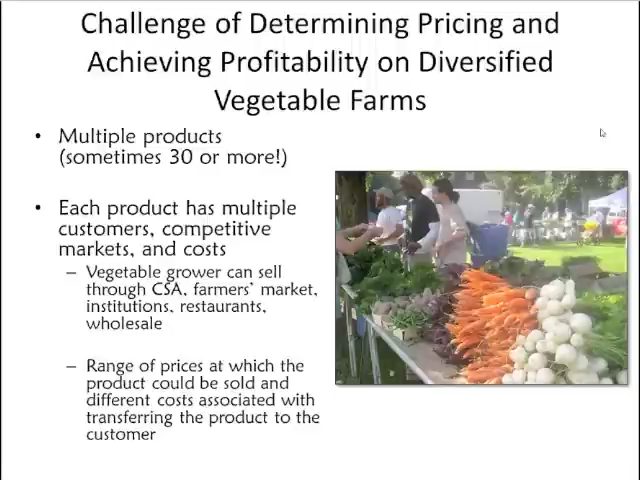 Challenge of Determining Pricing and
Achieving Profitability on Diversified
Vegetable Farms
• Multiple products
(sometimes 30 or more!)
• Each product has multiple
customers, competitive
markets, and costs
– Vegetable grower can sell
through CSA, farmers' market,
institutions, restaurants,
wholesale
– Range of prices at which the
product could be sold and
different costs associated with
transferring the product to the
customer